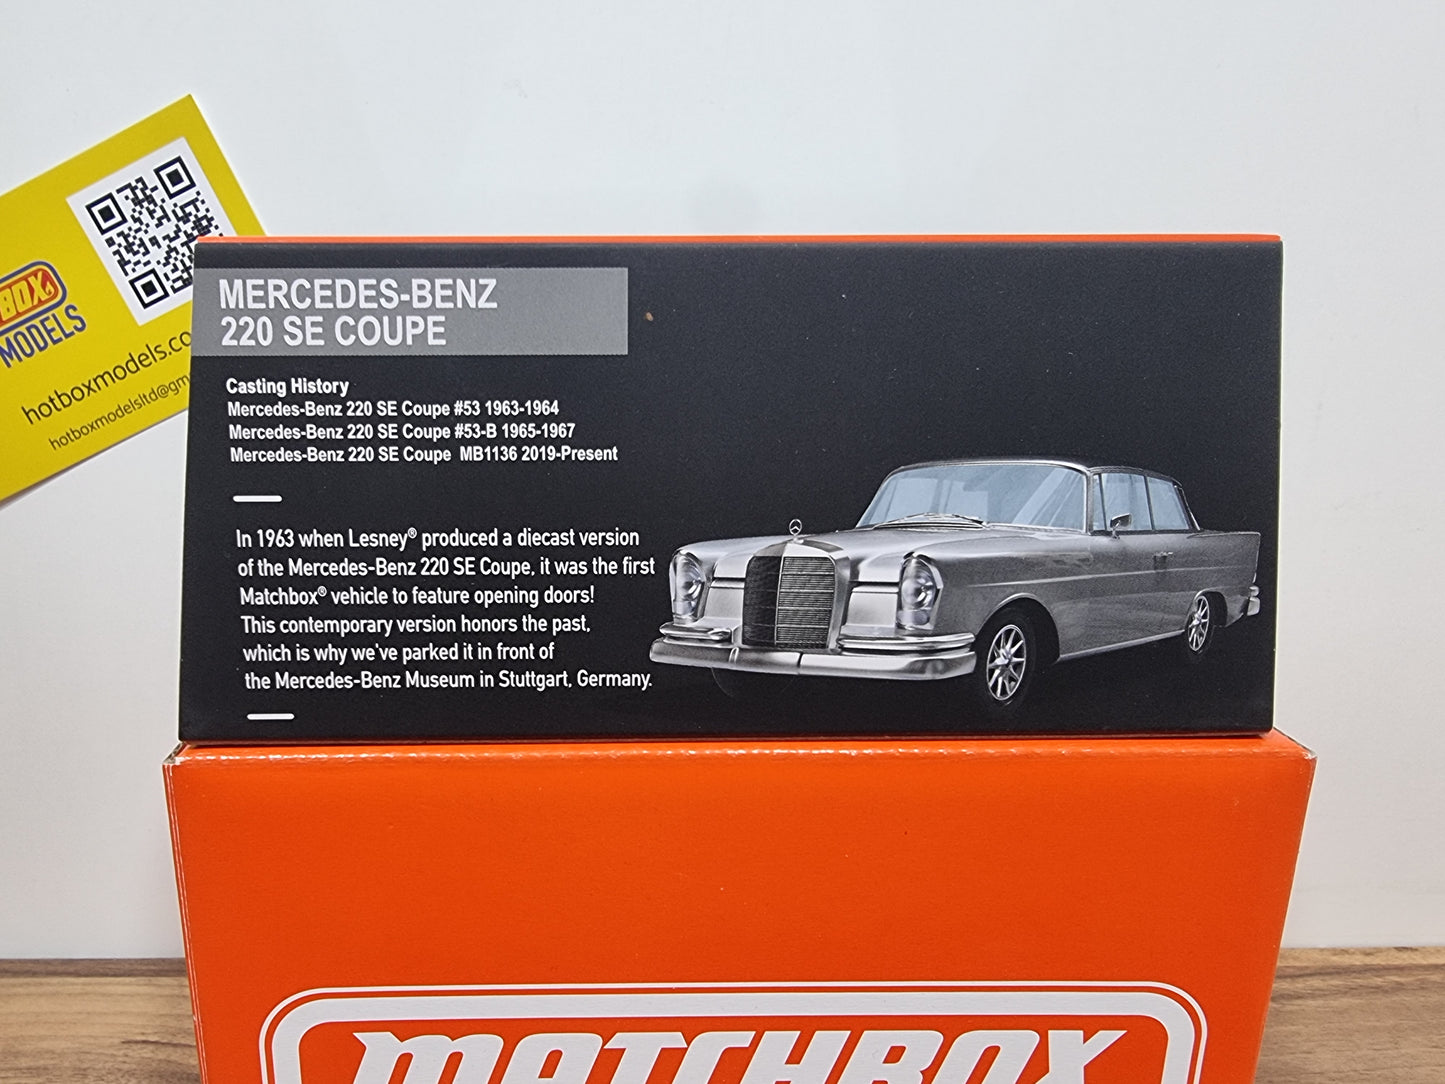 MERCEDES-BENZ
220 SE COUPE
Casting History
Mercedes-Benz 220 SE Coupe #53 1963-1964
Mercedes-Benz 220 SE Coupe #53-B 1965-1967
Mercedes-Benz 220 SE Coupe MB1136 2019-Present
In 1963 when Lesney® produced a diecast version
of the Mercedes-Benz 220 SE Coupe, it was the first
Matchbox® vehicle to feature opening doors!
This contemporary version honors the past,
which is why we've parked it in front of
the Mercedes-Benz Museum in Stuttgart, Germany.
BOX
MODELS
hotboxmodels.co
hotboxmodelsltd@gm
MATCHBOX